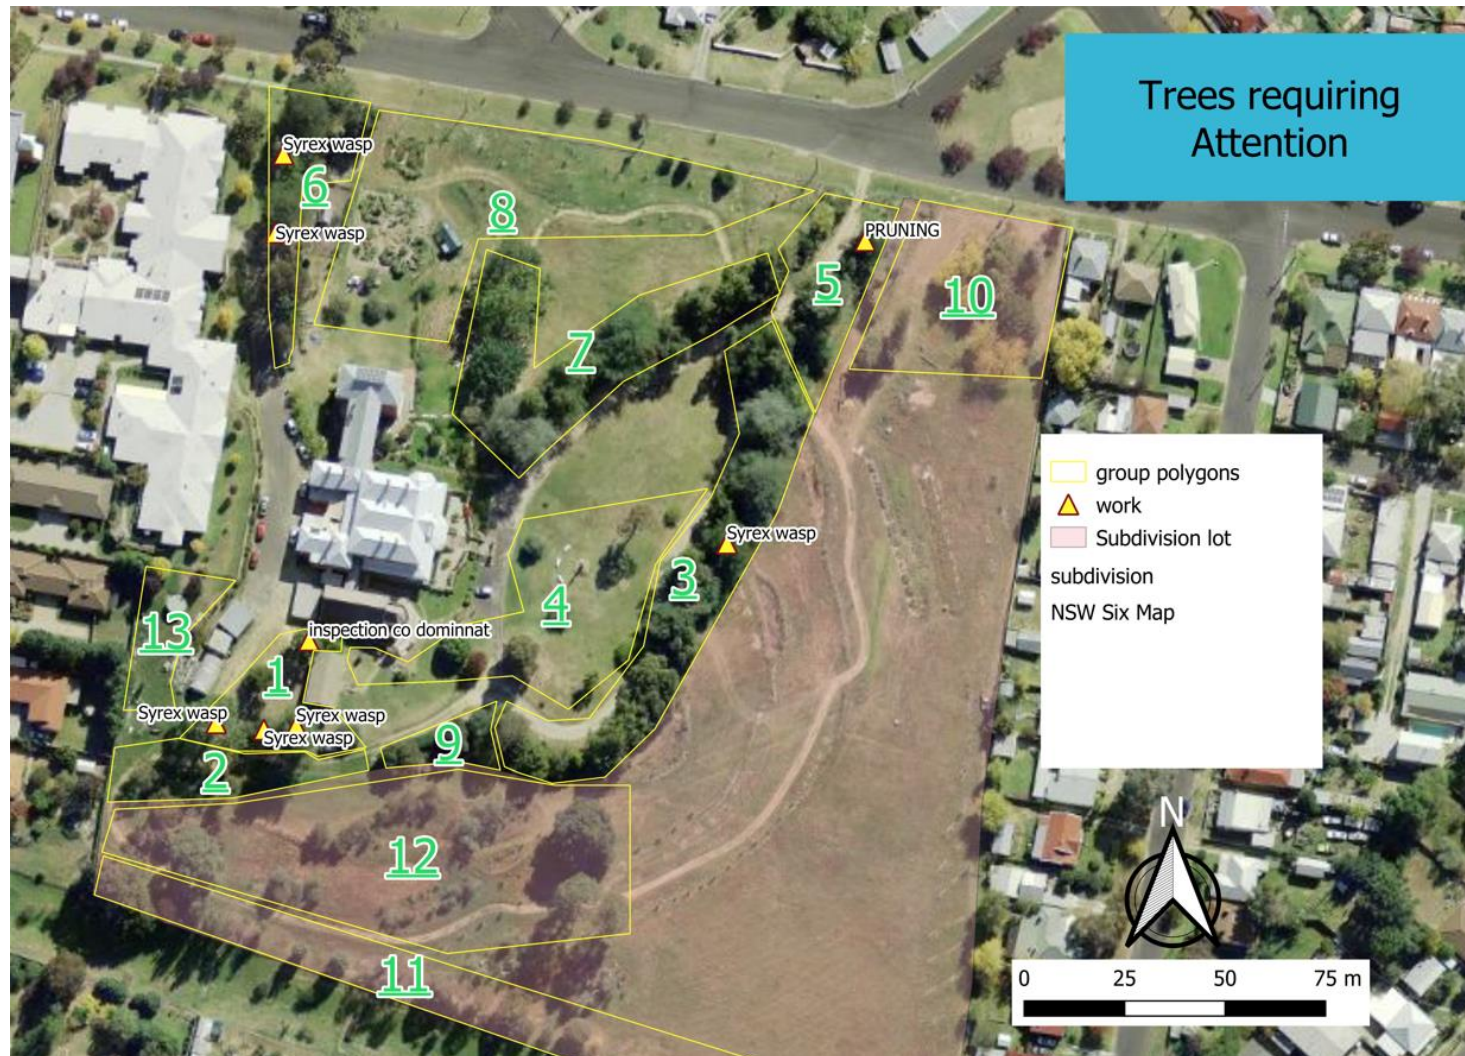 Trees requiring
Attention
Syrex wasp
6
Syrex wasp
8
PRUNING
5
10
7
group polygons
work
Subdivision lot
subdivision
NSW Six Map
Syrex wasp
3
4
13
inspection co dominnat
1
Syrex wasp
Syrex wasp
Syrex wasp
9
2
12
11
N
0 25 50 75 m